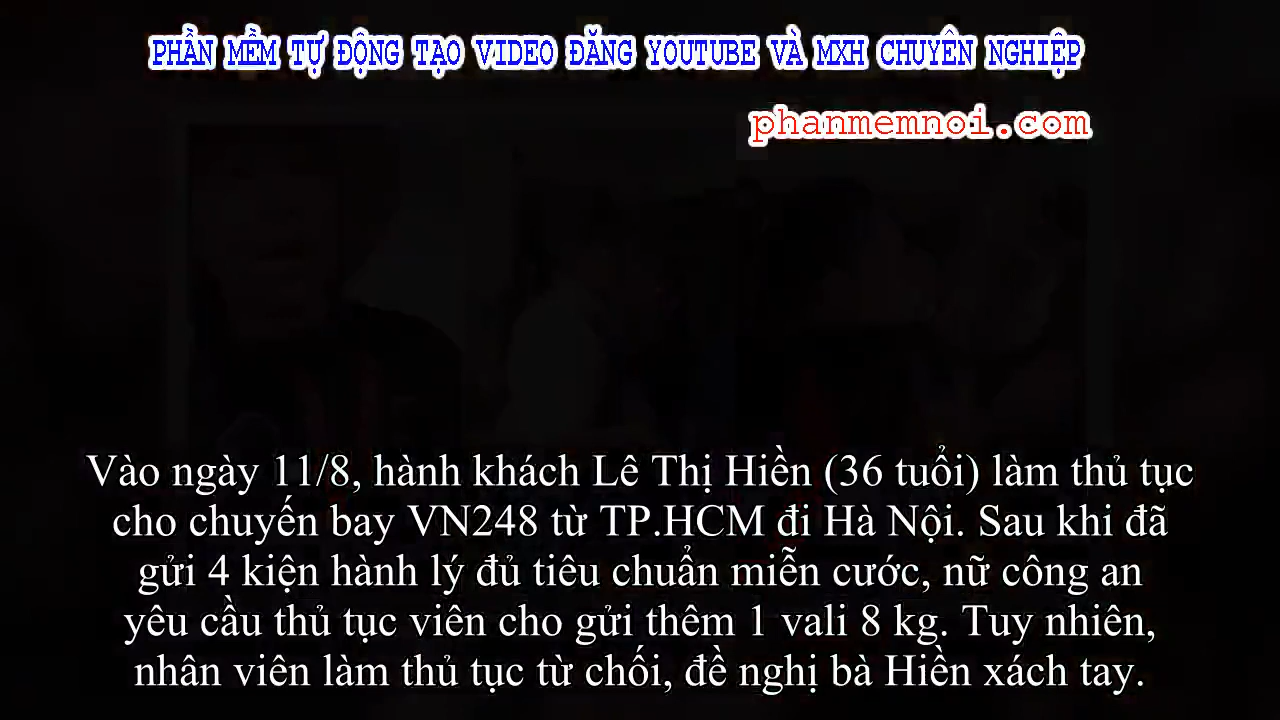 PHẦN MỀM TỰ ĐỘNG TẠO VIDEO ĐĂNG YOUTUBE VÀ MXH CHUYÊN NGHIỆP
phanmemnoi.com
Vào ngày 11/8, hành khách Lê Thị Hiền (36 tuổi) làm thủ tục
cho chuyến bay VN248 từ TP.HCM đi Hà Nội. Sau khi đã
gửi 4 kiện hành lý đủ tiêu chuẩn miễn cước, nữ công an
yêu cầu thủ tục viên cho gửi thêm 1 vali 8 kg. Tuy nhiên,
nhân viên làm thủ tục từ chối, đề nghị bà Hiền xách tay.